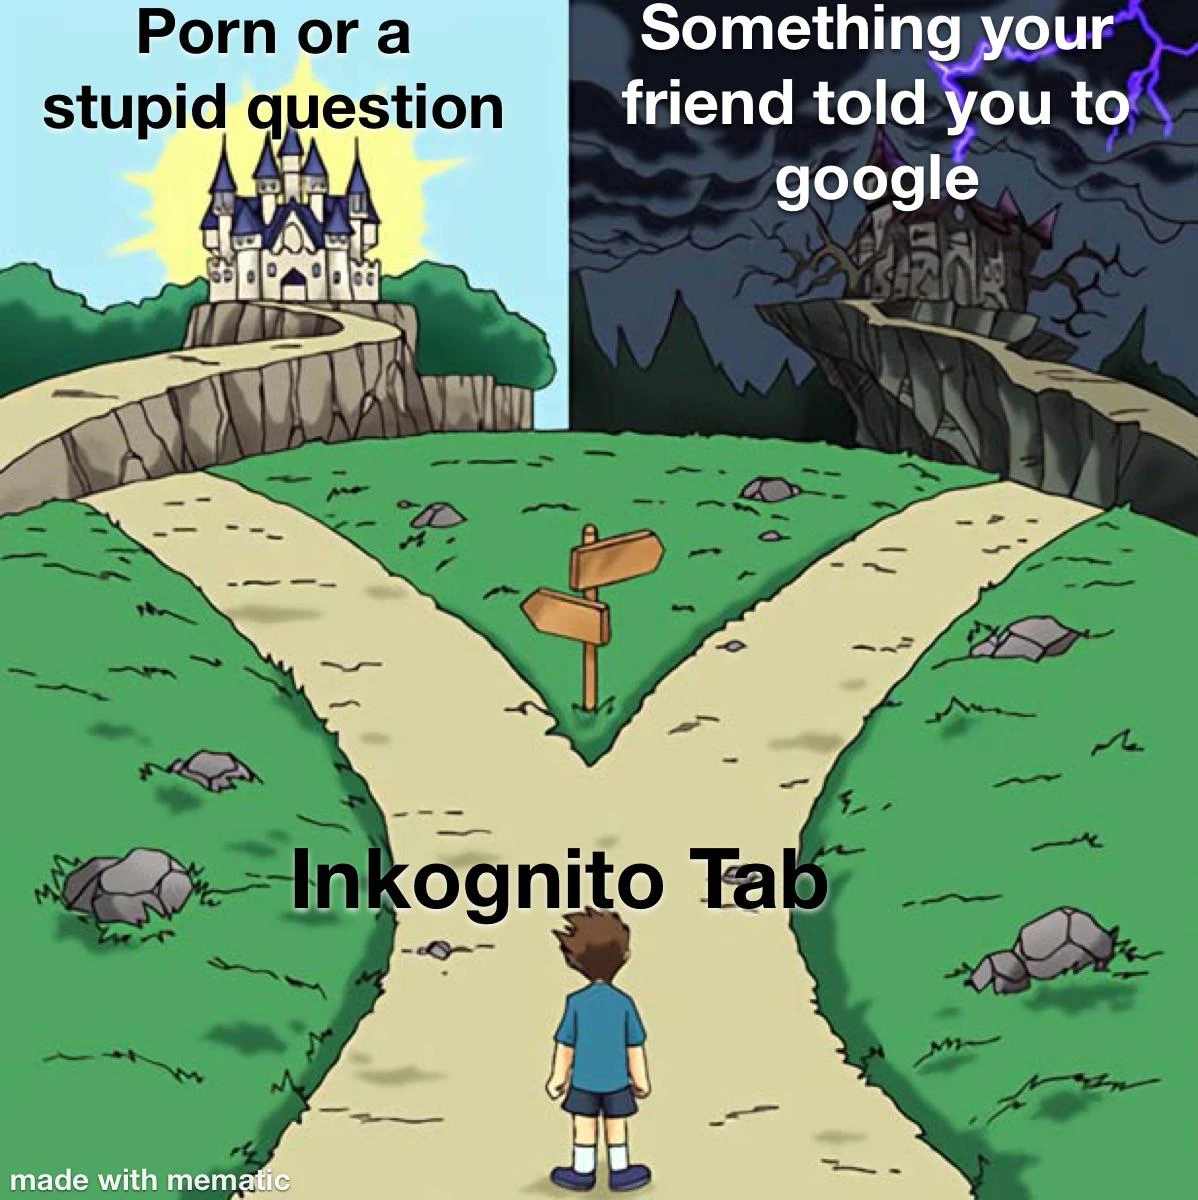 Porn or a
stupid question
Something your
friend told you to
google
Inkognito Tab
made with mematic